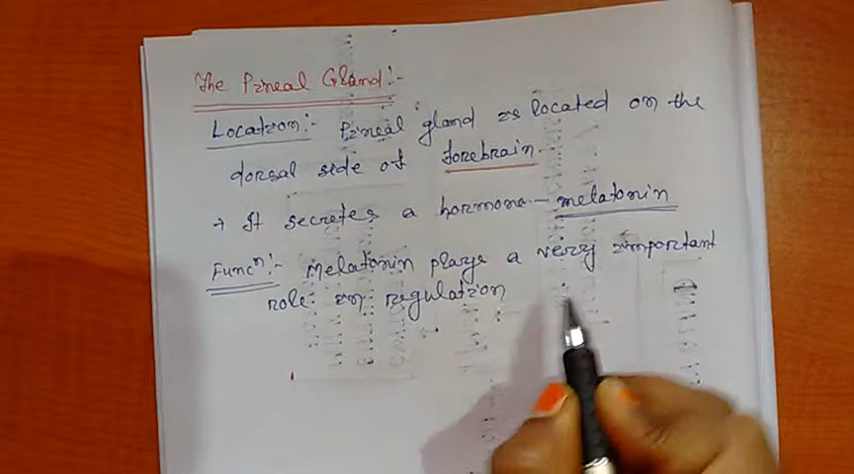 The Pineal Gland:-
Location:- Pineal gland is located on the
dorsal side of forebrain.
→ It secretes a hormone - melatonin
Funcⁿ:- Melatonin plays a very important
role in regulation